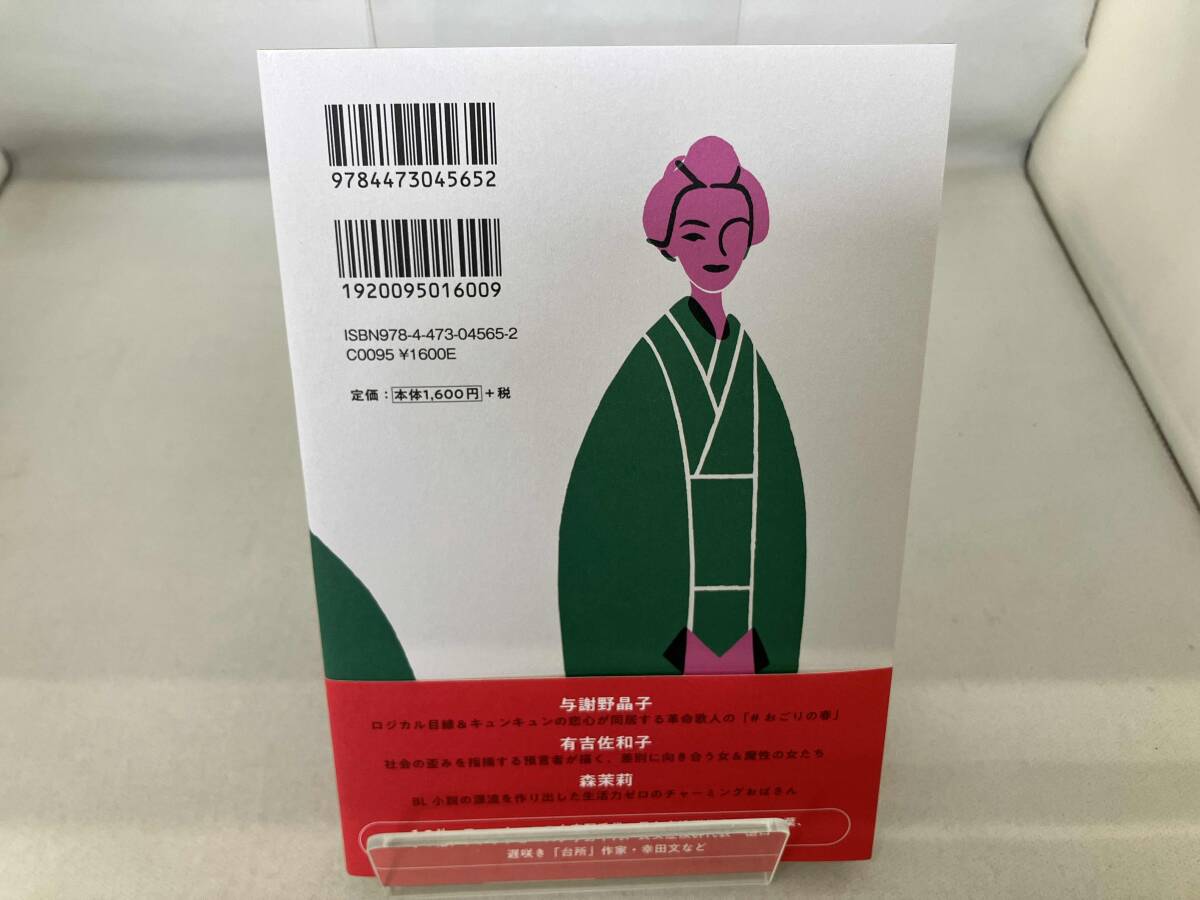 9784473045652
1920095016009
ISBN978-4-473-04565-2
C0095 ¥1600E
定価：本体1,600円＋税
与謝野晶子
ロジカル目線＆キュンキュンの恋心が同居する革命歌人の「# おごりの春」
有吉佐和子
社会の歪みを指摘する預言者が描く、差別に向き合う女＆魔性の女たち
森茉莉
BL 小説の源流を作り出した生活力ゼロのチャーミングおばさん
葉、
遅咲き「台所」作家・幸田文など